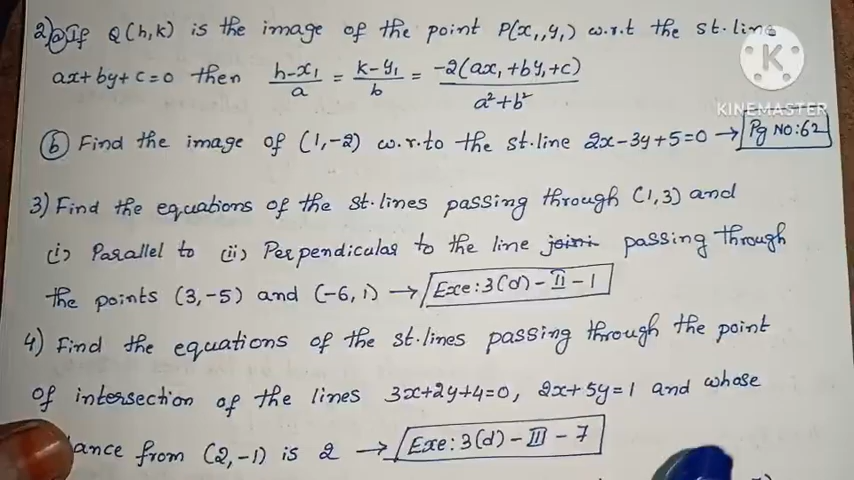 2) ⓐ If Q(h,k) is the image of the point P(x₁,y₁) w.r.t the st.line
ax+by+c=0 then (h-x₁)/a = (k-y₁)/b = -2(ax₁+by₁+c)/(a²+b²)
K
KINEMASTER
ⓑ Find the image of (1,-2) w.r.to the st.line 2x-3y+5=0 → Pg NO:62
3) Find the equations of the st.lines passing through (1,3) and
(i) Parallel to (ii) Perpendicular to the line passing through
the points (3,-5) and (-6,1) → Exe:3(d)-II-1
4) Find the equations of the st.lines passing through the point
of intersection of the lines 3x+2y+4=0, 2x+5y=1 and whose
ance from (2,-1) is 2 → Exe:3(d)-III-7